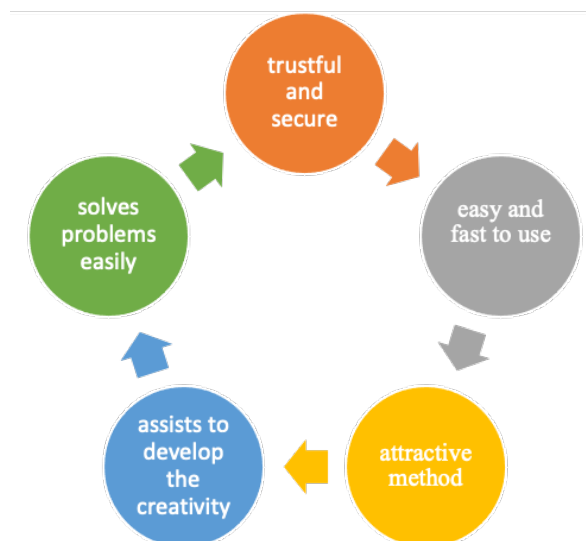 trustful
and
secure
easy and
fast to use
attractive
method
assists to
develop
the
creativity
solves
problems
easily